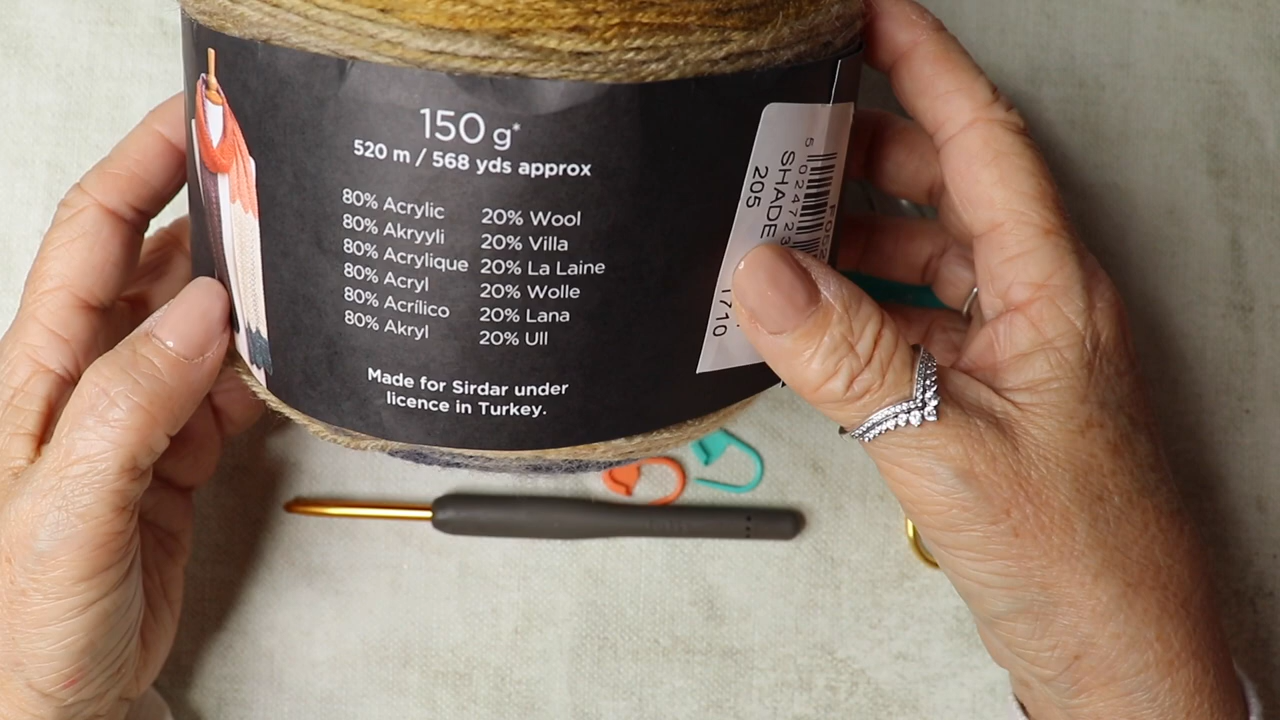 150 g*
520 m / 568 yds approx
80% Acrylic 20% Wool
80% Akryyli 20% Villa
80% Acrylique 20% La Laine
80% Acryl 20% Wolle
80% Acrílico 20% Lana
80% Akryl 20% Ull
Made for Sirdar under
licence in Turkey.
SHADE
205
1710
5 024723